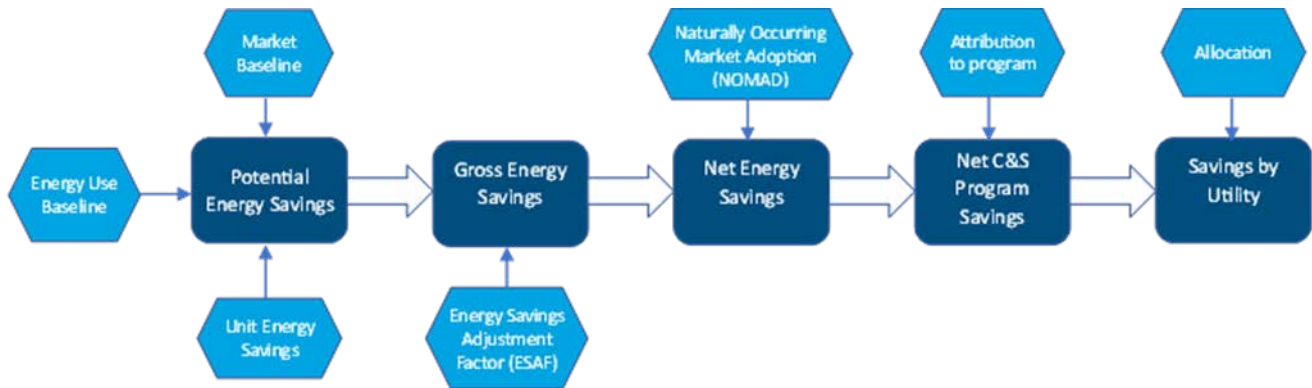 Market
Baseline
Naturally Occurring
Market Adoption
(NOMAD)
Attribution
to program
Allocation
Energy Use
Baseline
Potential
Energy Savings
Gross Energy
Savings
Net Energy
Savings
Net C&S
Program
Savings
Savings by
Utility
Unit Energy
Savings
Energy Savings
Adjustment
Factor (ESAF)